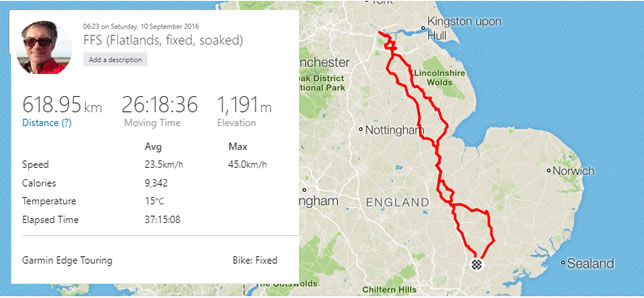 06:23 on Saturday, 10 September 2016
FFS (Flatlands, fixed, soaked)
Add a description
618.95 km 26:18:36 1,191 m
Distance (?) Moving Time Elevation
Avg Max
Speed 23.5km/h 45.0km/h
Calories 9,342
Temperature 15°C
Elapsed Time 37:15:08
Garmin Edge Touring Bike: Fixed
York
Kingston upon
Hull
nchester
Lincolnshire
Wolds
ak District
National Park
Nottingham
Norwich
ngham
ENGLAND
Sealand
Chiltern Hills
The Cotswolds